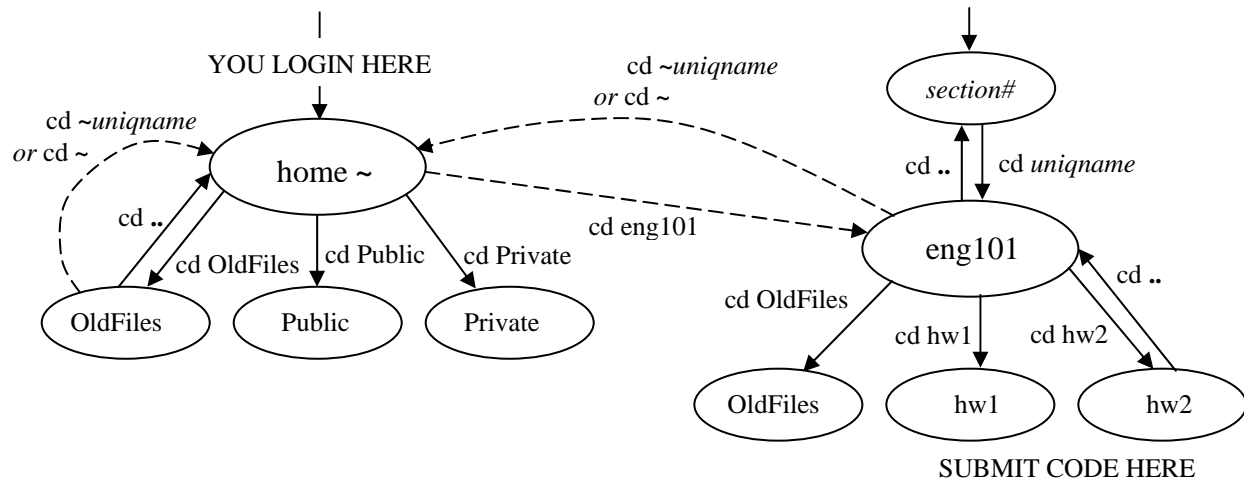 YOU LOGIN HERE
cd ~uniqname
or cd ~
section#
cd ~uniqname
or cd ~
home ~
cd ..
cd uniqname
cd ..
cd eng101
cd OldFiles
cd Public
cd Private
eng101
cd ..
OldFiles
Public
Private
cd OldFiles
cd hw1
cd hw2
OldFiles
hw1
hw2
SUBMIT CODE HERE